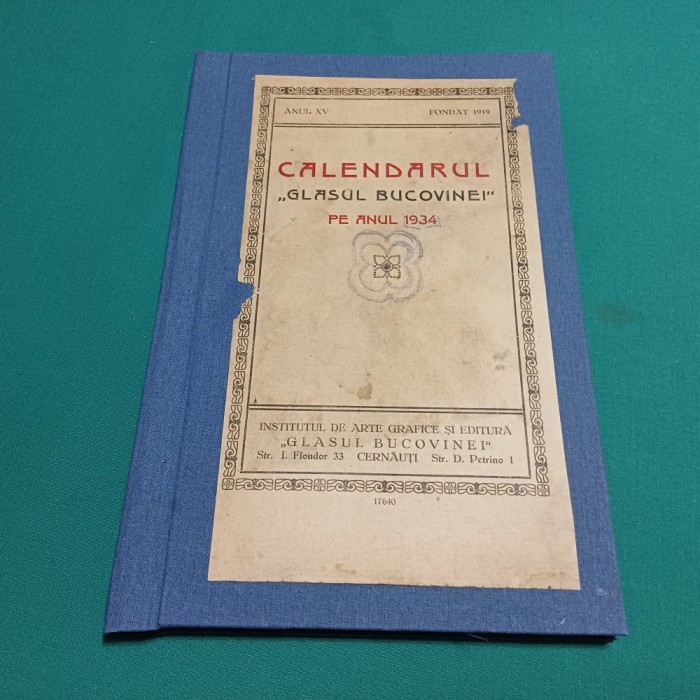 ANUL XV FONDAT 1919
CALENDARUL
„GLASUL BUCOVINEI"
PE ANUL 1934
INSTITUTUL DE ARTE GRAFICE ȘI EDITURA
„GLASUL BUCOVINEI"
Str. I. Flondor 33 CERNĂUȚI Str. D. Petrino 1
17640